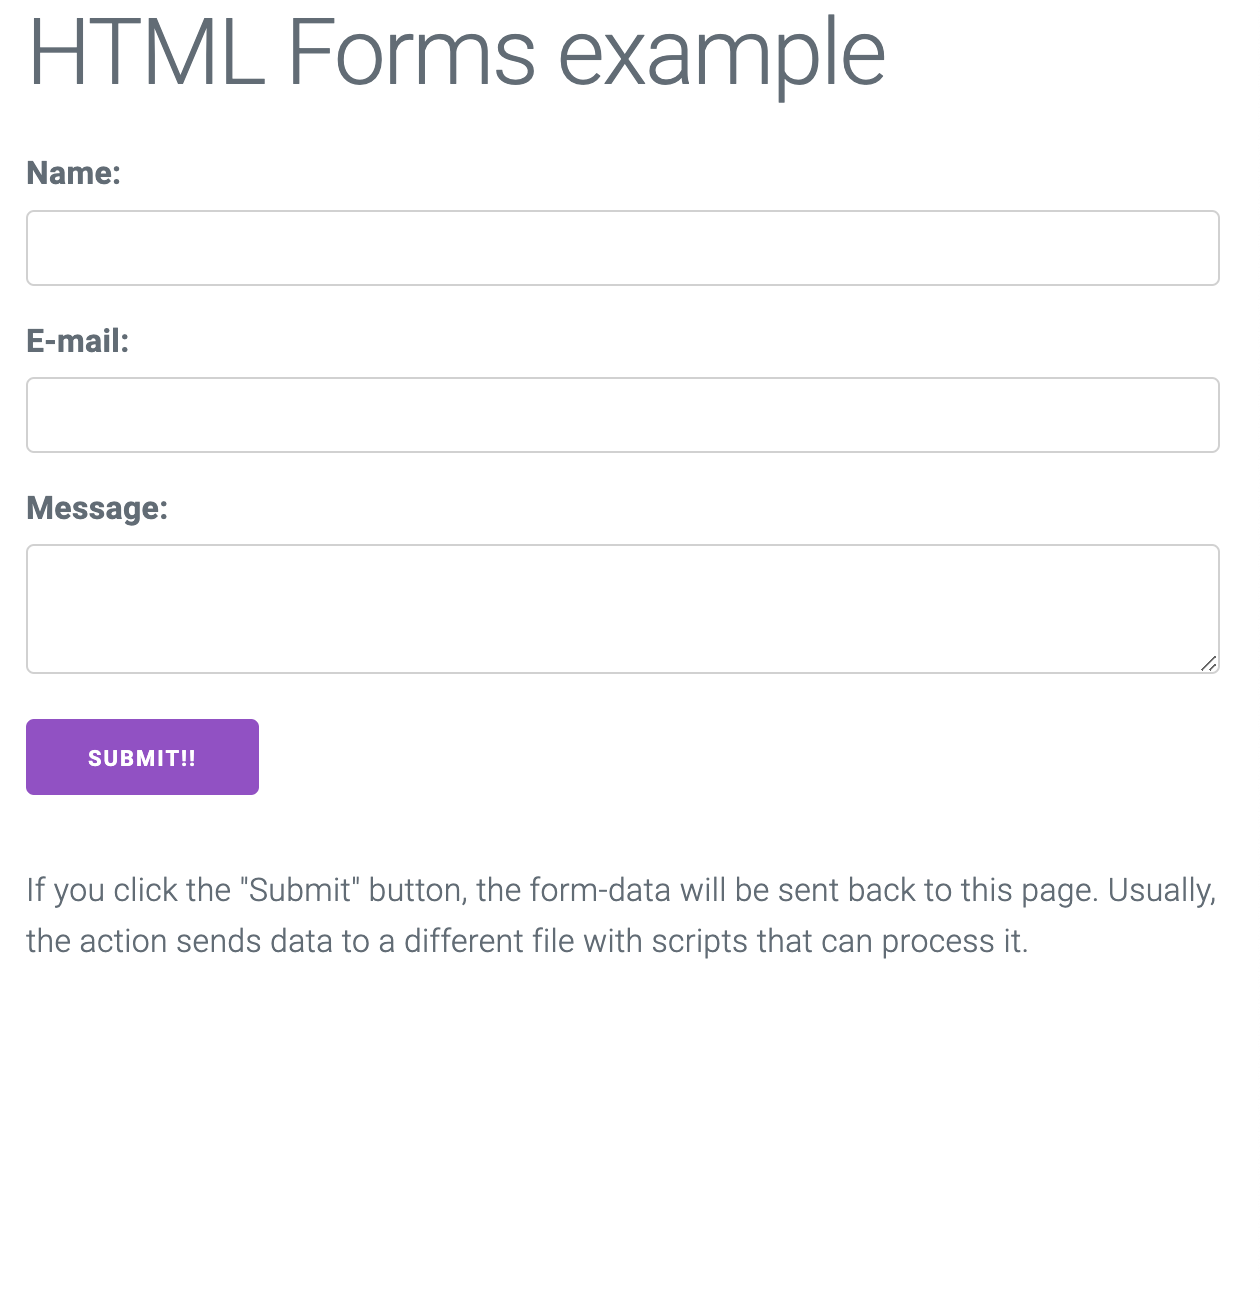 HTML Forms example
Name:
E-mail:
Message:
SUBMIT!!
If you click the "Submit" button, the form-data will be sent back to this page. Usually,
the action sends data to a different file with scripts that can process it.